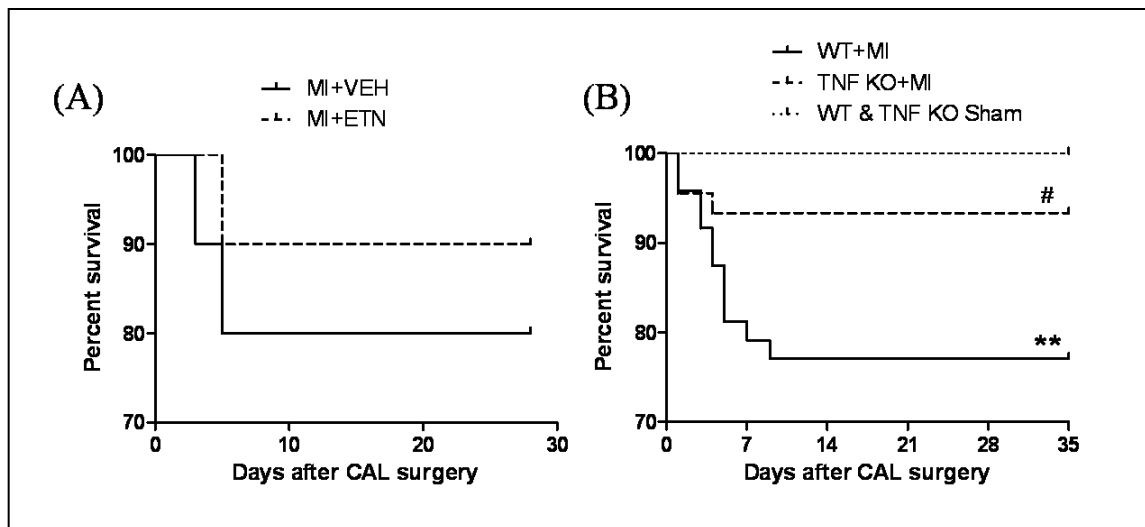 (A)
MI+VEH
MI+ETN
100
90
80
70
Percent survival
0 10 20 30
Days after CAL surgery
(B)
WT+MI
TNF KO+MI
WT & TNF KO Sham
100
90
80
70
Percent survival
#
**
0 7 14 21 28 35
Days after CAL surgery